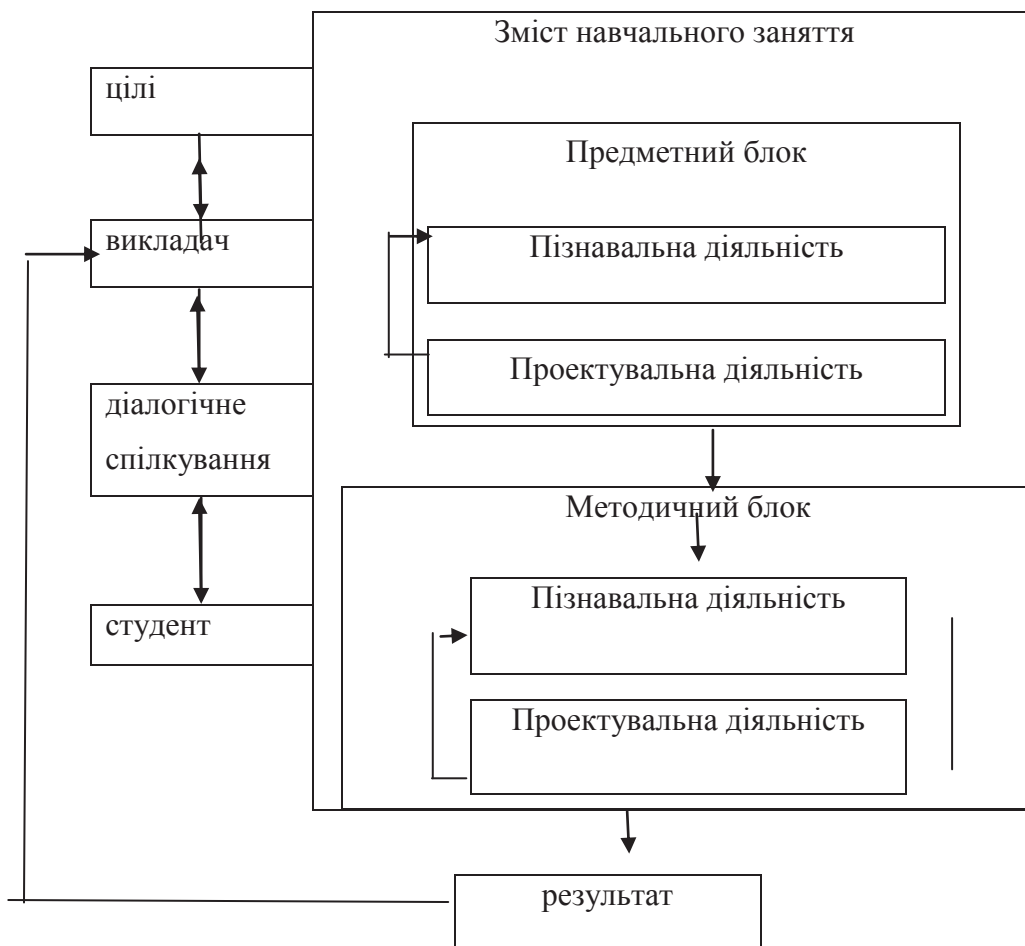 Зміст навчального заняття
цілі
Предметний блок
викладач
Пізнавальна діяльність
Проектувальна діяльність
діалогічне
спілкування
Методичний блок
Пізнавальна діяльність
студент
Проектувальна діяльність
результат